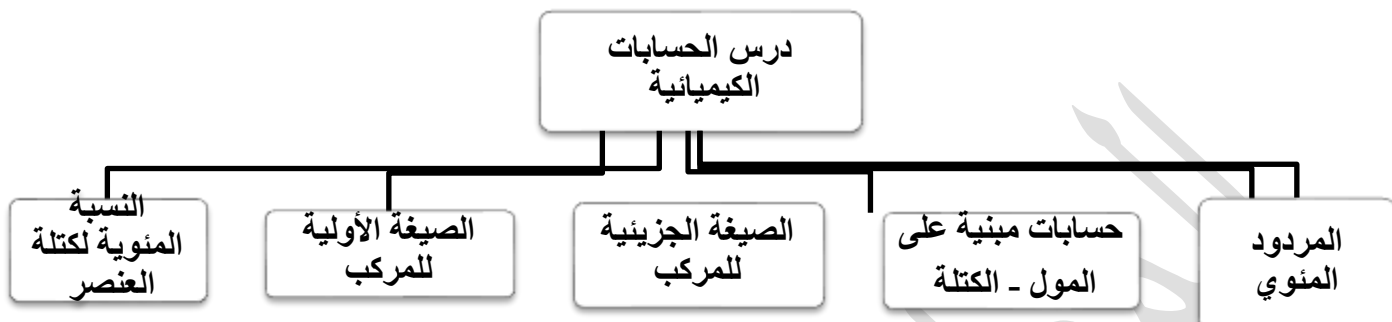 درس الحسابات
الكيميائية
المردود
المئوي
حسابات مبنية على
المول - الكتلة
الصيغة الجزيئية
للمركب
الصيغة الأولية
للمركب
النسبة
المئوية لكتلة
العنصر